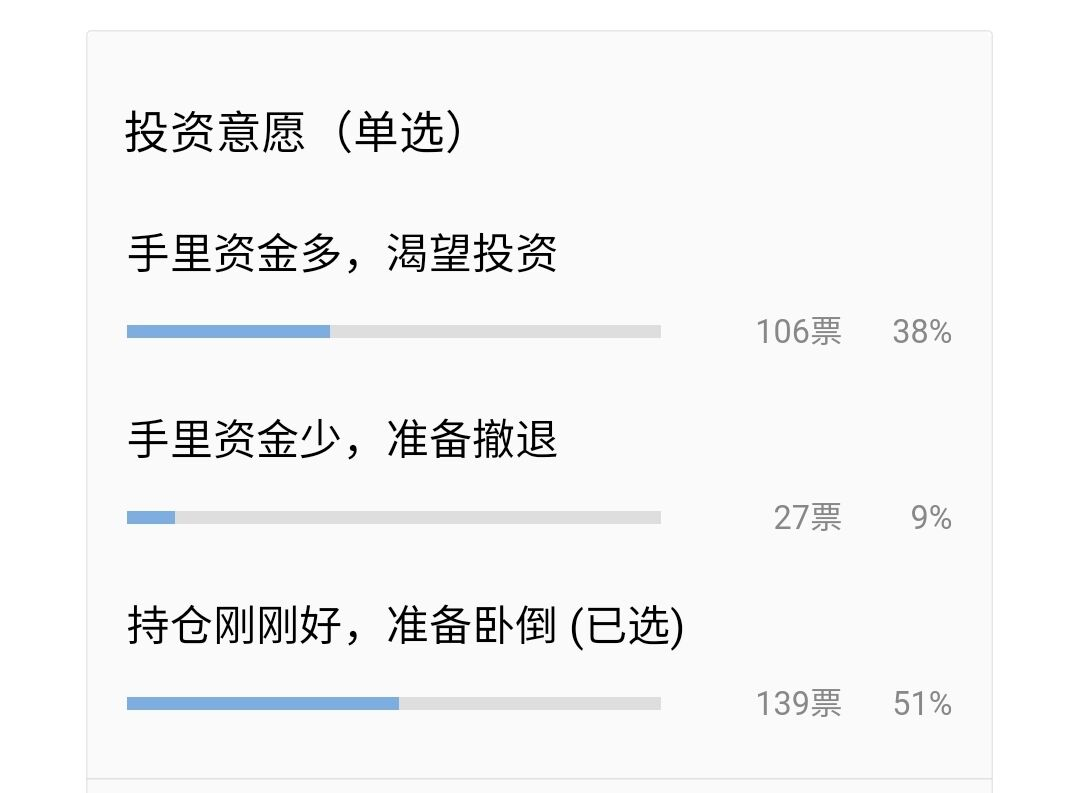 投资意愿（单选）
手里资金多，渴望投资
106票 38%
手里资金少，准备撤退
27票 9%
持仓刚刚好，准备卧倒 (已选)
139票 51%